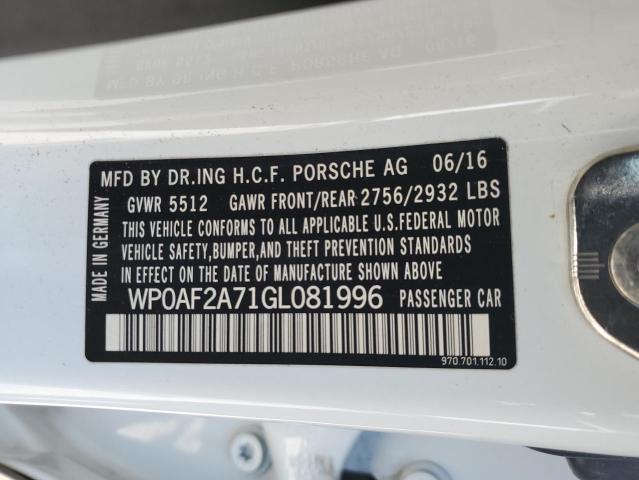 MFD BY DR.ING H.C.F. PORSCHE AG 06/16
GVWR 5512 GAWR FRONT/REAR 2756/2932 LBS
THIS VEHICLE CONFORMS TO ALL APPLICABLE U.S.FEDERAL MOTOR
VEHICLE SAFETY,BUMPER,AND THEFT PREVENTION STANDARDS
IN EFFECT ON THE DATE OF MANUFACTURE SHOWN ABOVE.
WP0AF2A71GL081996 PASSENGER CAR
970.701.112.10
MADE IN GERMANY